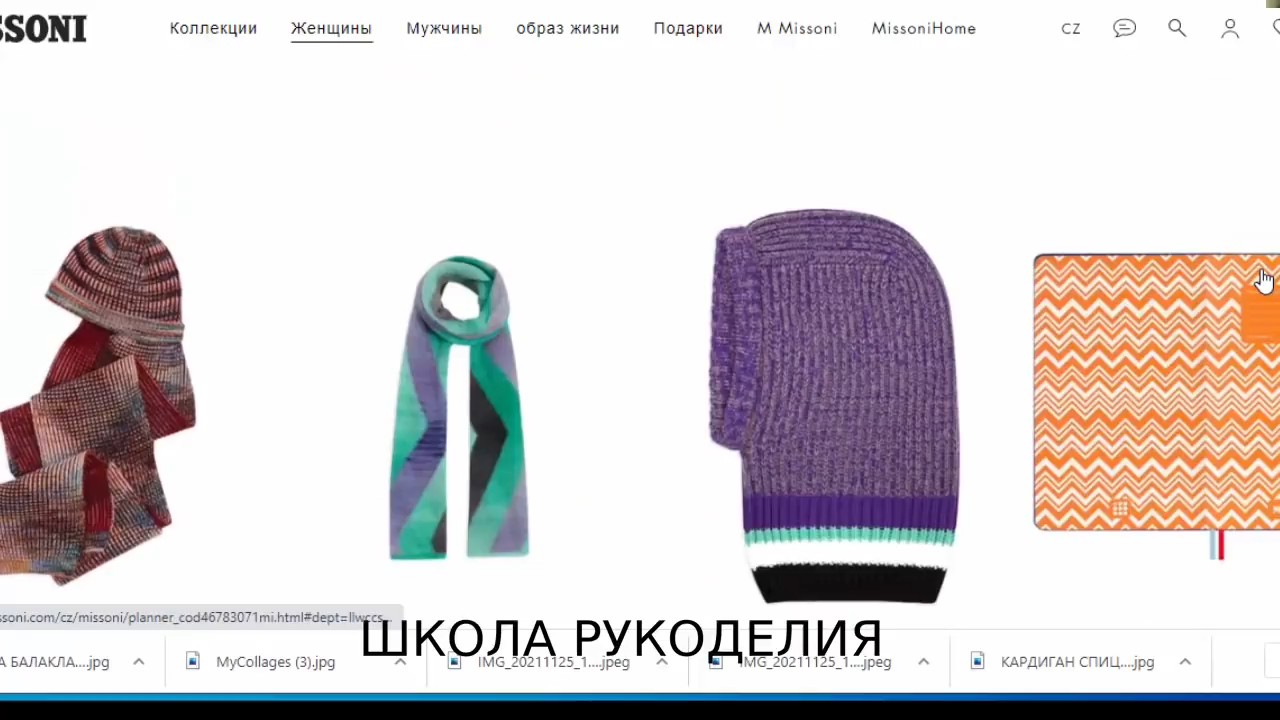 SSONI
Коллекции Женщины Мужчины образ жизни Подарки M Missoni MissoniHome CZ
ssoni.com/cz/missoni/planner_cod46783071mi.html#dept=llwccs...
ШКОЛА РУКОДЕЛИЯ
А БАЛАКЛА....jpg MyCollages (3).jpg IMG_20211125_1....jpeg IMG_20211125_1....jpeg КАРДИГАН СПИЦ....jpg